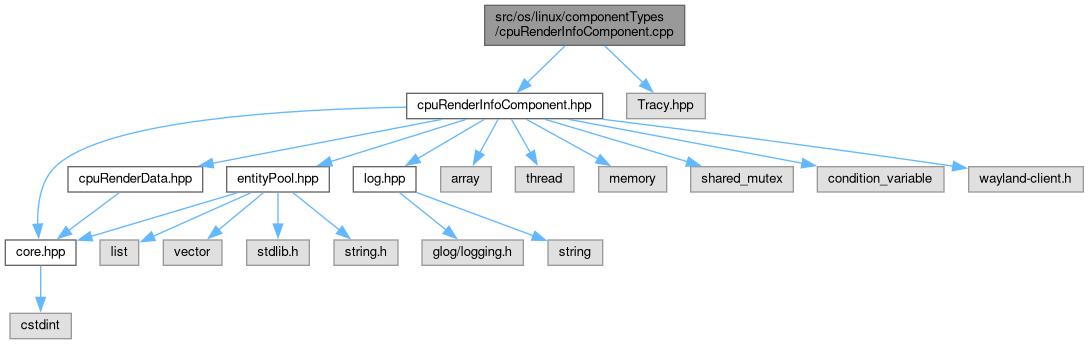 src/os/linux/componentTypes
/cpuRenderInfoComponent.cpp
cpuRenderInfoComponent.hpp
Tracy.hpp
cpuRenderData.hpp
entityPool.hpp
log.hpp
array
thread
memory
shared_mutex
condition_variable
wayland-client.h
core.hpp
list
vector
stdlib.h
string.h
glog/logging.h
string
cstdint